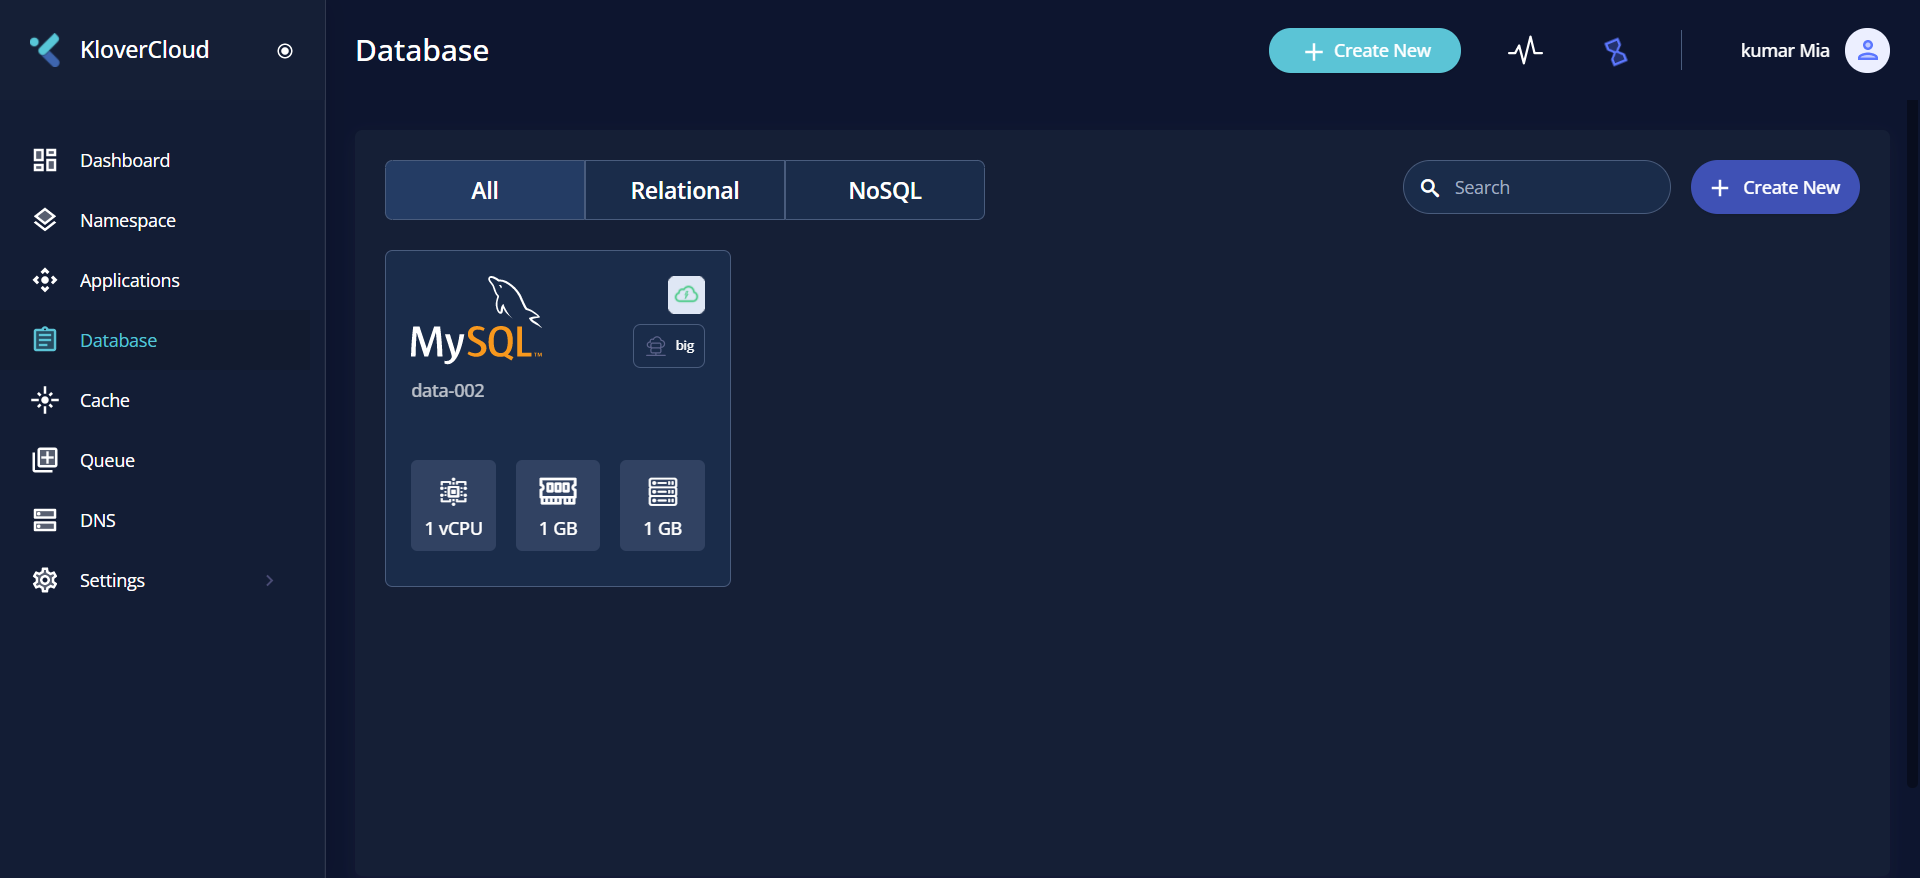 KloverCloud
Database
Create New
kumar Mia
Dashboard
Namespace
Applications
Database
Cache
Queue
DNS
Settings
All
Relational
NoSQL
Search
Create New
MySQL™
big
data-002
1 vCPU
1 GB
1 GB